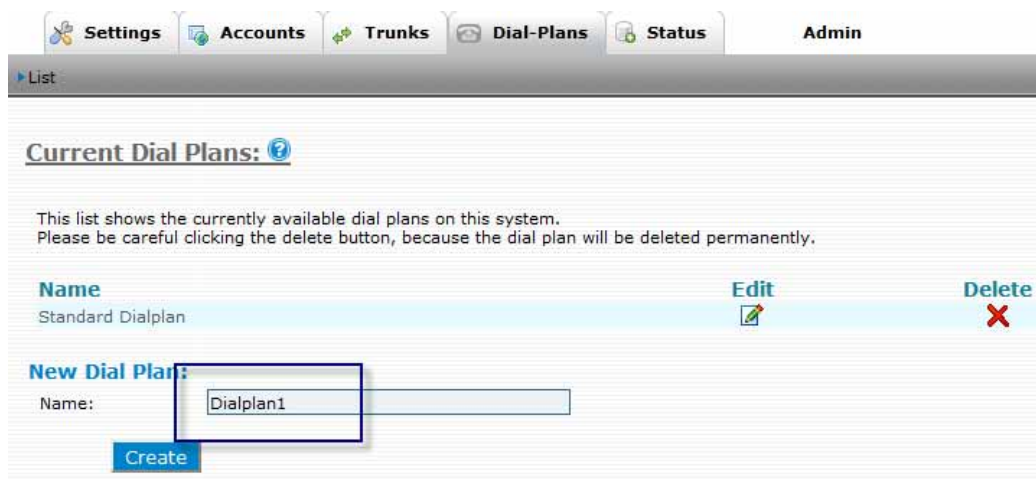 Settings Accounts Trunks Dial-Plans Status Admin
List
Current Dial Plans:
This list shows the currently available dial plans on this system.
Please be careful clicking the delete button, because the dial plan will be deleted permanently.
Name Edit Delete
Standard Dialplan
New Dial Plan:
Name: Dialplan1
Create